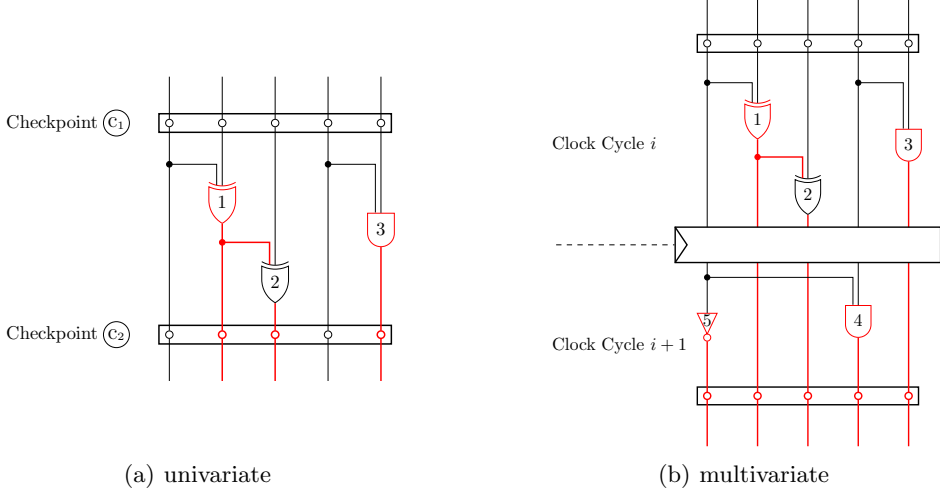 Checkpoint c₁
1
3
2
Checkpoint c₂
(a) univariate
Clock Cycle i
1
3
2
5
4
Clock Cycle i + 1
(b) multivariate